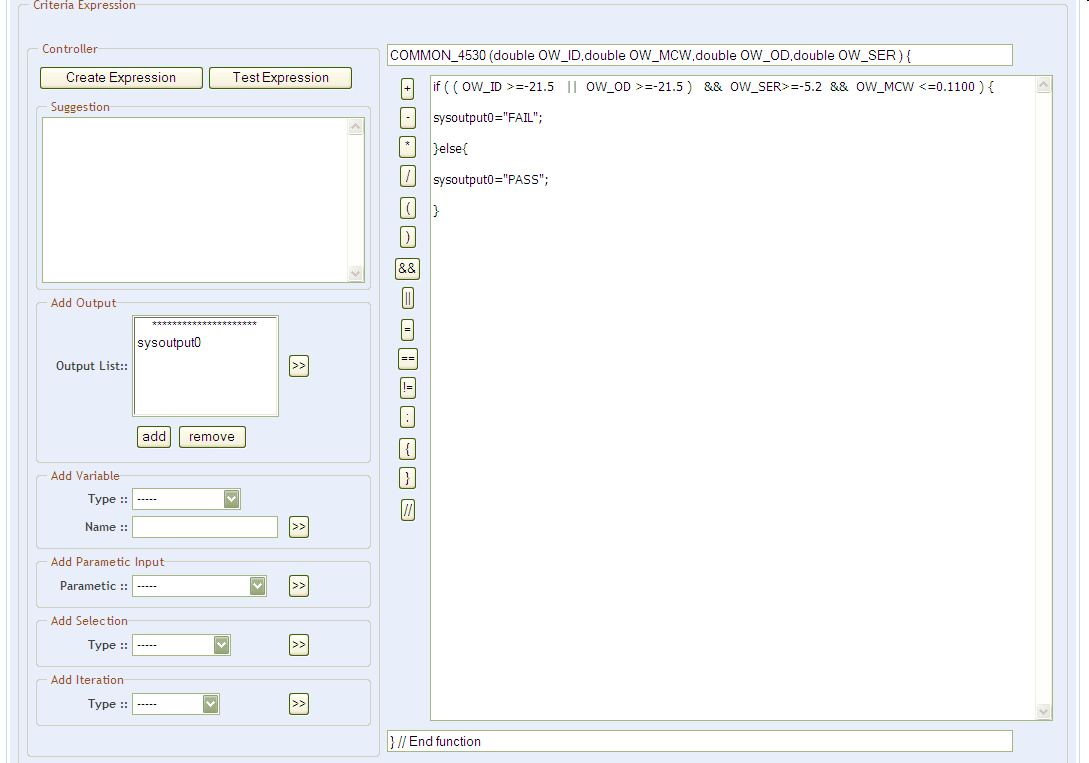 Criteria Expression
Controller
Create Expression
Test Expression
Suggestion
Add Output
*********************
sysoutput0
Output List::
>>
add
remove
Add Variable
Type :: -----
Name ::
>>
Add Parametic Input
Parametic :: -----
>>
Add Selection
Type :: -----
>>
Add Iteration
Type :: -----
>>
COMMON_4530 (double OW_ID,double OW_MCW,double OW_OD,double OW_SER ) {
+
-
*
/
(
)
&&
||
=
==
!=
:
{
}
//
if ( ( OW_ID >=-21.5 || OW_OD >=-21.5 ) && OW_SER>=-5.2 && OW_MCW <=0.1100 ) {
sysoutput0="FAIL";
}else{
sysoutput0="PASS";
}
} // End function